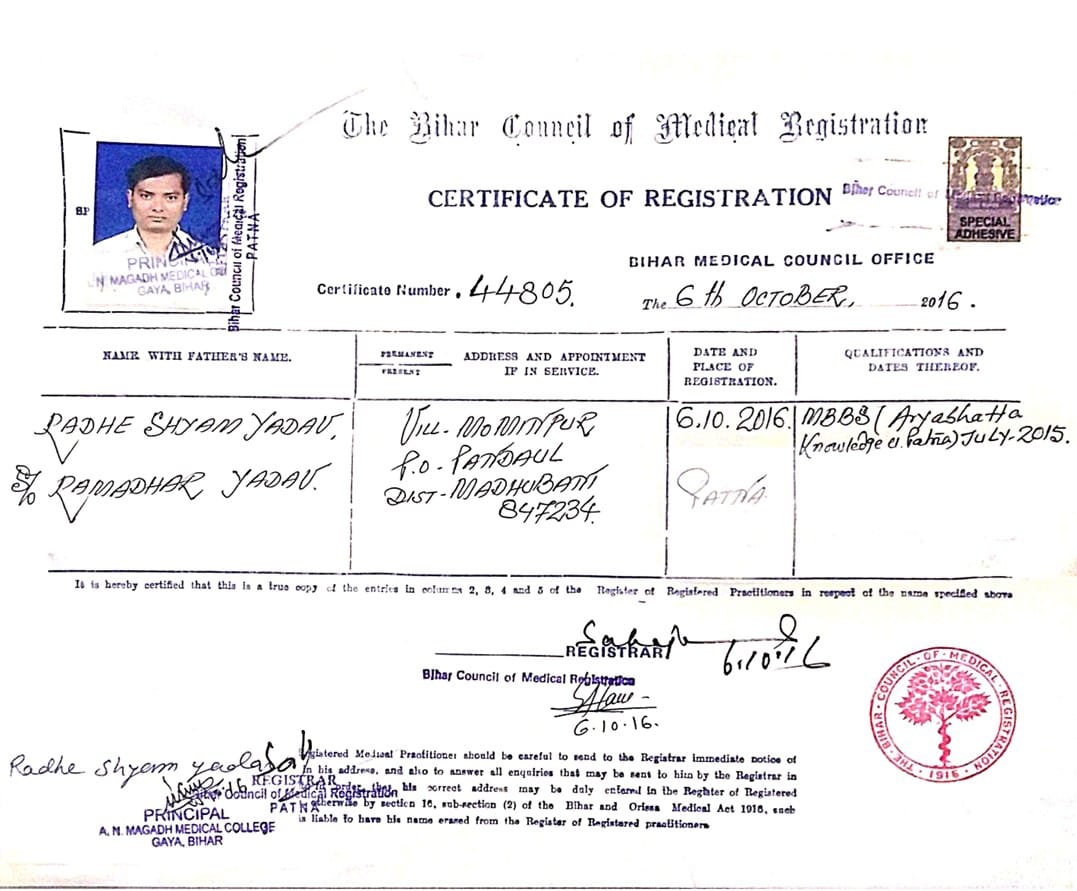 The Bihar Council of Medical Registration
CERTIFICATE OF REGISTRATION
Bihar Council of Medical Registration
SPECIAL
ADHESIVE
BIHAR MEDICAL COUNCIL OFFICE
Certificate Number . 44805.
The 6th OCTOBER, 2016.
Bihar Council of Medical Registration
PATNA
PRINCIPAL
A.N. MAGADH MEDICAL
GAYA, BIHAR
NAME WITH FATHER'S NAME.
PERMANENT
PRESENT
ADDRESS AND APPOINTMENT
IF IN SERVICE.
DATE AND
PLACE OF
REGISTRATION.
QUALIFICATIONS AND
DATES THEREOF.
RADHE SHYAM YADAV,
S/o RAMADHAR YADAV.
VILL- MOMINPUR
P.O- PANDAUL
DIST- MADHUBANI
847234.
6.10.2016.
PATNA.
MBBS (Aryabhatta
Knowledge U. Patna) JULY-2015.
It is hereby certified that this is a true copy of the entries in columns 2, 3, 4 and 5 of the Register of Registered Practitioners in respect of the name specified above
REGISTRAR
6.10.16
Bihar Council of Medical Registration
6.10.16.
THE · BIHAR · COUNCIL · OF · MEDICAL · REGISTRATION
· 1916 ·
Registered Medical Practitioner should be careful to send to the Registrar immediate notice of
in his address, and also to answer all enquiries that may be sent to him by the Registrar in
in order, that his correct address may be duly entered in the Register of Registered
otherwise by section 16, sub-section (2) of the Bihar and Orissa Medical Act 1916, such
is liable to have his name erased from the Register of Registered practitioners
Radhe Shyam yadav
REGISTRAR
Bihar Council of Medical Registration
PATNA
PRINCIPAL
A. N. MAGADH MEDICAL COLLEGE
GAYA, BIHAR